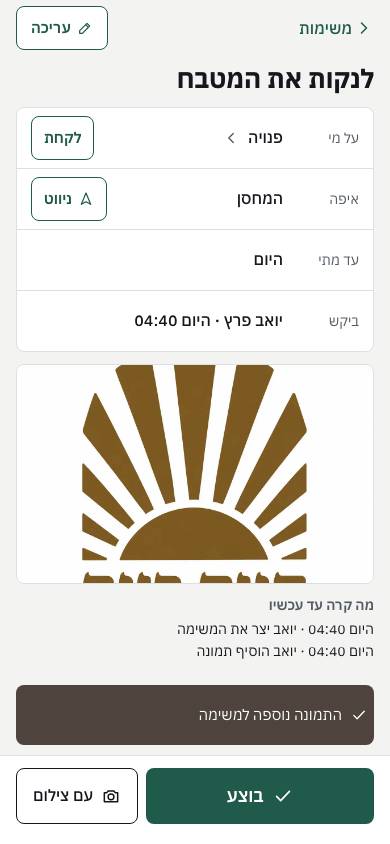 משימות
עריכה
לנקות את המטבח
על מי פנויה לקחת
איפה המחסן ניווט
עד מתי היום
ביקש יואב פרץ · היום 04:40
מה קרה עד עכשיו
היום 04:40 · יואב יצר את המשימה
היום 04:40 · יואב הוסיף תמונה
התמונה נוספה למשימה
בוצע
עם צילום